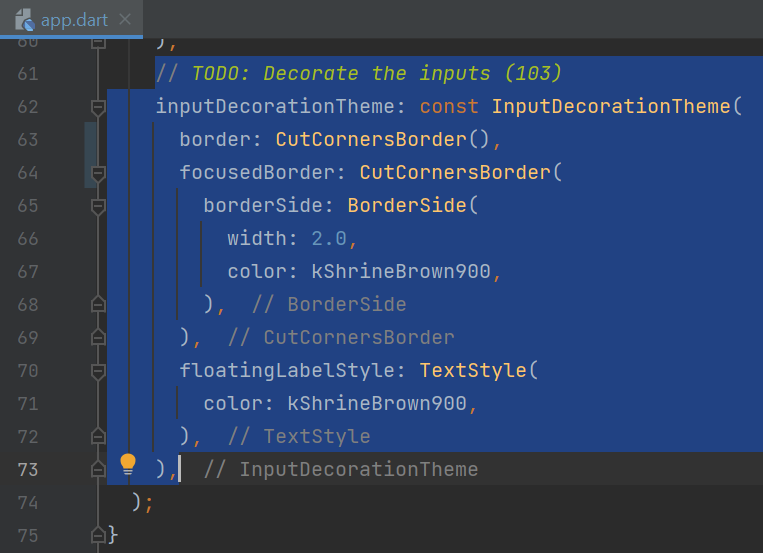 app.dart
60 ),
61 // TODO: Decorate the inputs (103)
62 inputDecorationTheme: const InputDecorationTheme(
63 border: CutCornersBorder(),
64 focusedBorder: CutCornersBorder(
65 borderSide: BorderSide(
66 width: 2.0,
67 color: kShrineBrown900,
68 ), // BorderSide
69 ), // CutCornersBorder
70 floatingLabelStyle: TextStyle(
71 color: kShrineBrown900,
72 ), // TextStyle
73 ), // InputDecorationTheme
74 );
75 }